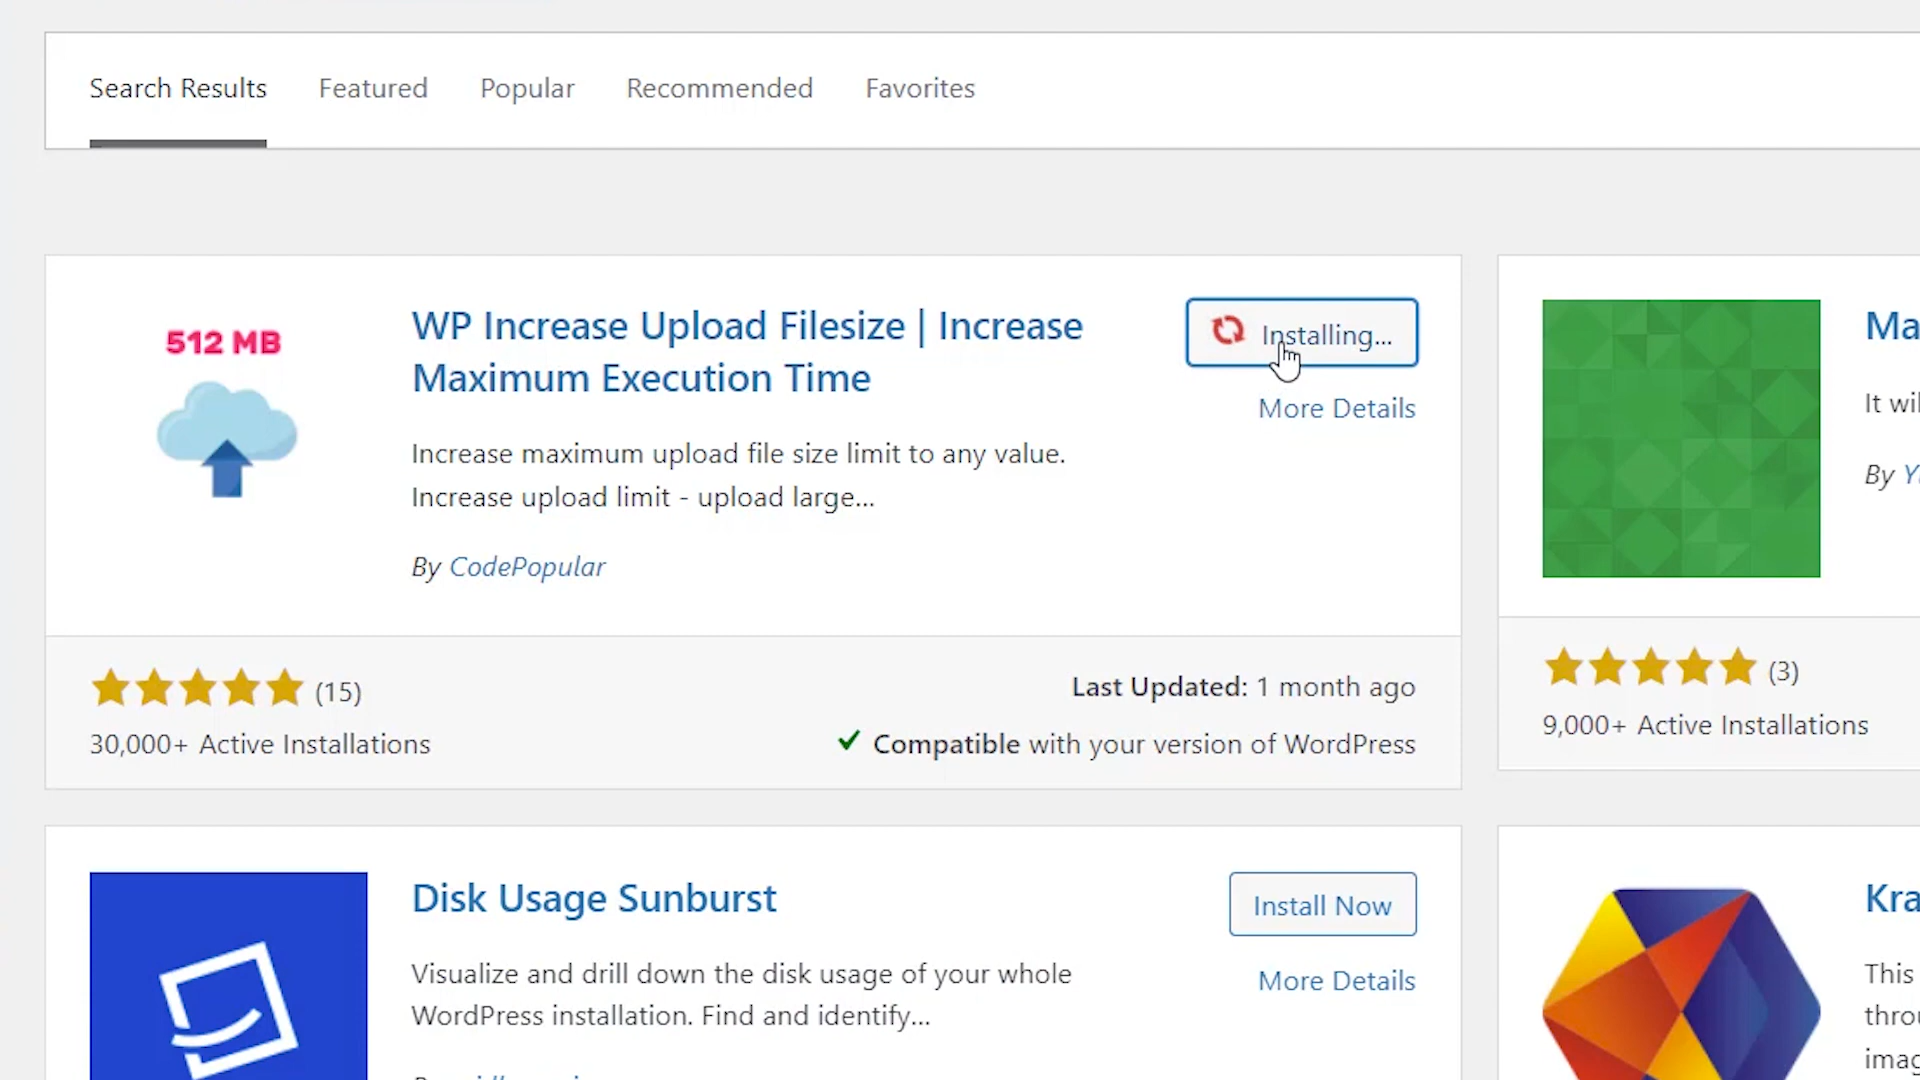 Search Results Featured Popular Recommended Favorites
512 MB
WP Increase Upload Filesize | Increase
Maximum Execution Time
Installing...
More Details
Increase maximum upload file size limit to any value.
Increase upload limit - upload large...
By CodePopular
(15)
30,000+ Active Installations
Last Updated: 1 month ago
Compatible with your version of WordPress
Ma
It wil
By Y
(3)
9,000+ Active Installations
Disk Usage Sunburst
Install Now
More Details
Visualize and drill down the disk usage of your whole
WordPress installation. Find and identify...
Kra
This
throu
imag